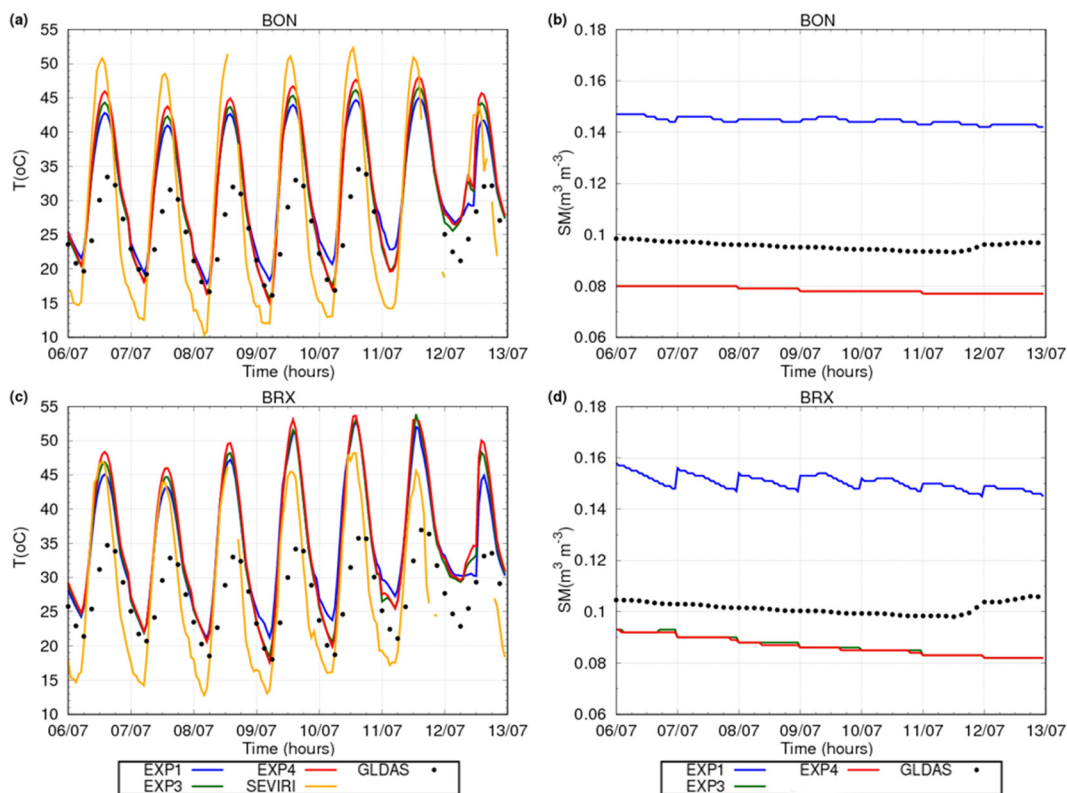 (a) BON
T(oC)
55
50
45
40
35
30
25
20
15
10
06/07 07/07 08/07 09/07 10/07 11/07 12/07 13/07
Time (hours)
(b) BON
SM(m³ m⁻³)
0.18
0.16
0.14
0.12
0.1
0.08
0.06
06/07 07/07 08/07 09/07 10/07 11/07 12/07 13/07
Time (hours)
(c) BRX
T(oC)
55
50
45
40
35
30
25
20
15
10
06/07 07/07 08/07 09/07 10/07 11/07 12/07 13/07
Time (hours)
(d) BRX
SM(m³ m⁻³)
0.18
0.16
0.14
0.12
0.1
0.08
0.06
06/07 07/07 08/07 09/07 10/07 11/07 12/07 13/07
Time (hours)
EXP1 EXP4 GLDAS
EXP3 SEVIRI
EXP1 EXP4 GLDAS
EXP3